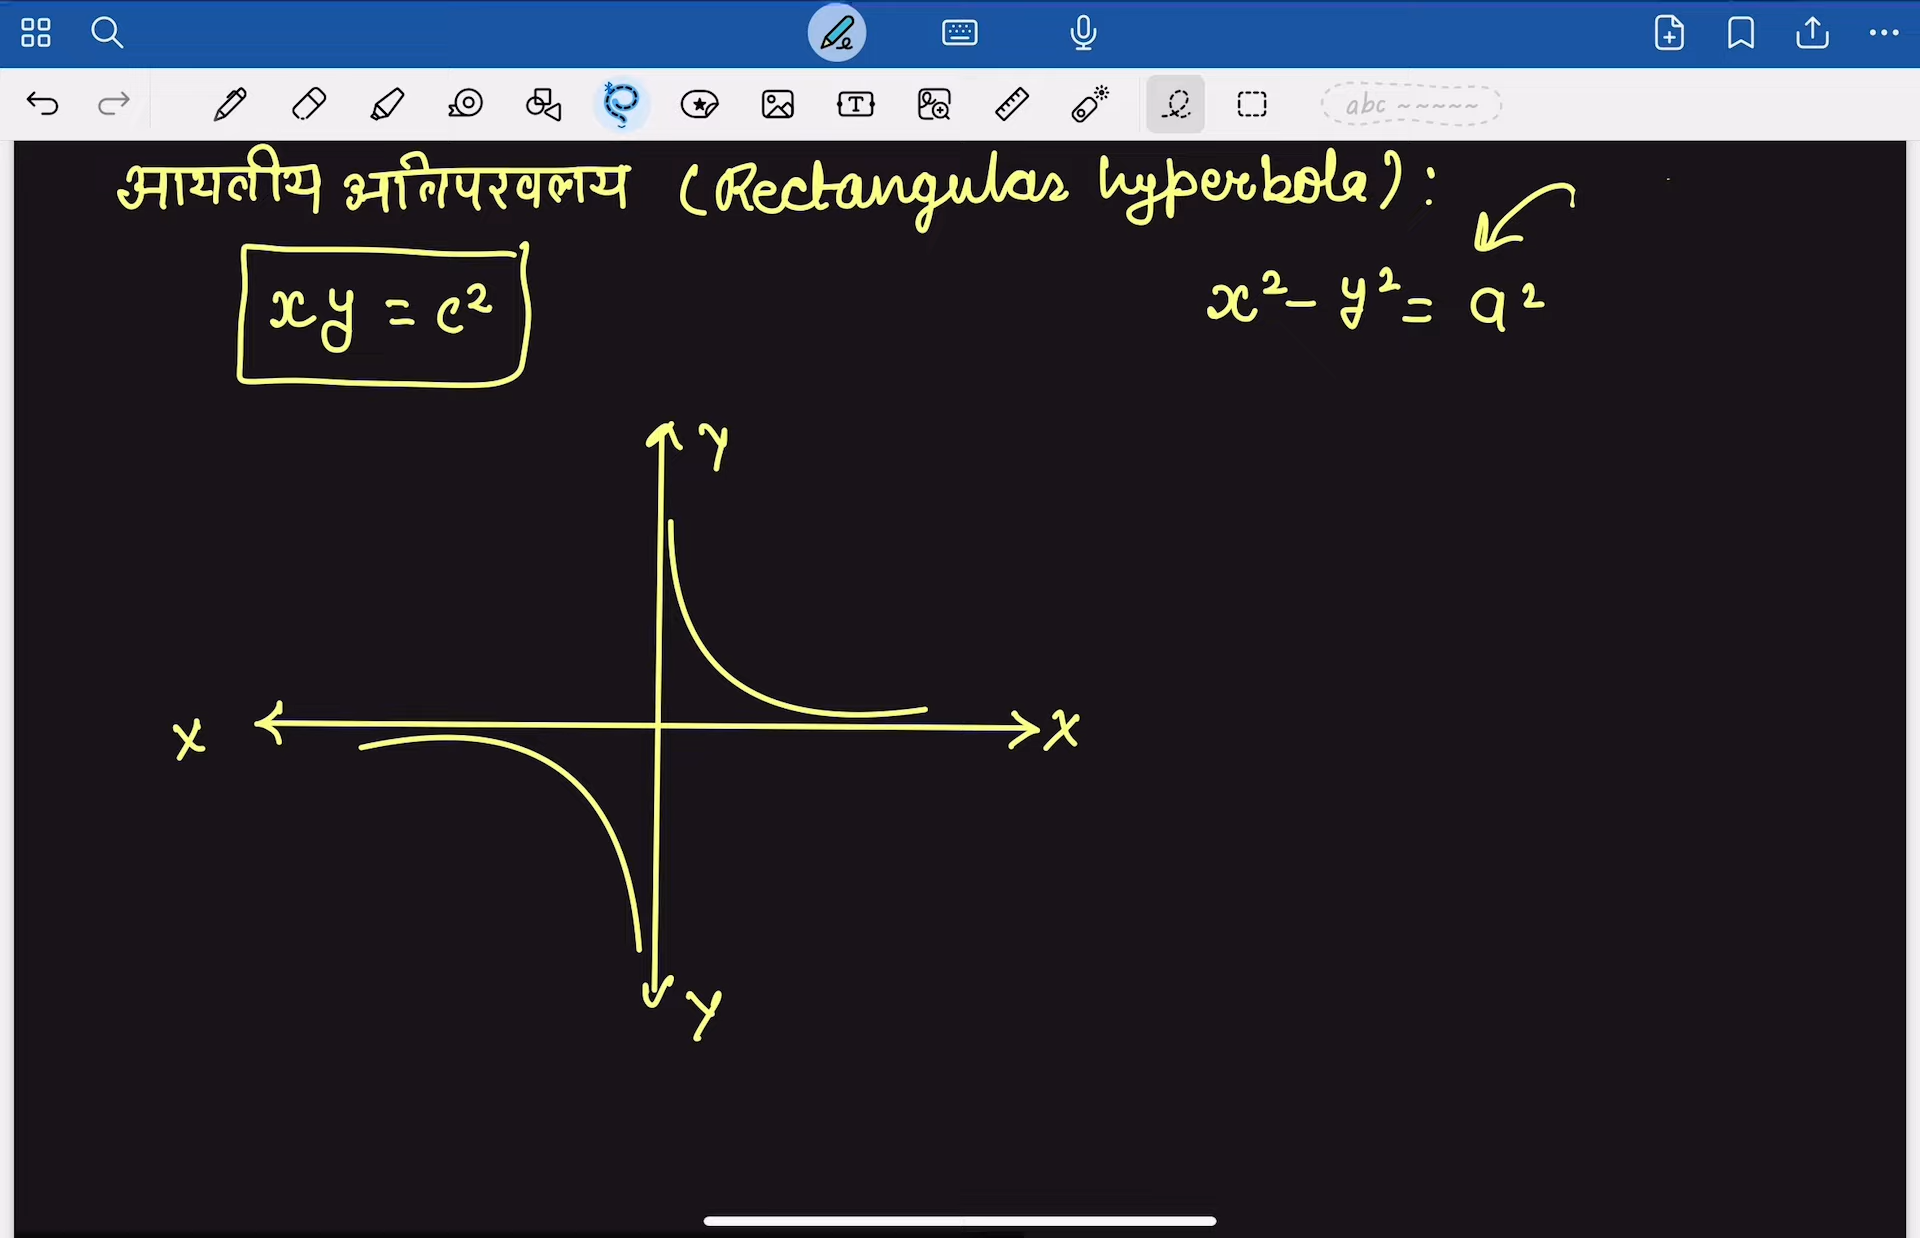 abc
आयतीय अतिपरवलय (Rectangular hyperbola) :
xy = c²
x² - y² = a²
y
x
x
y